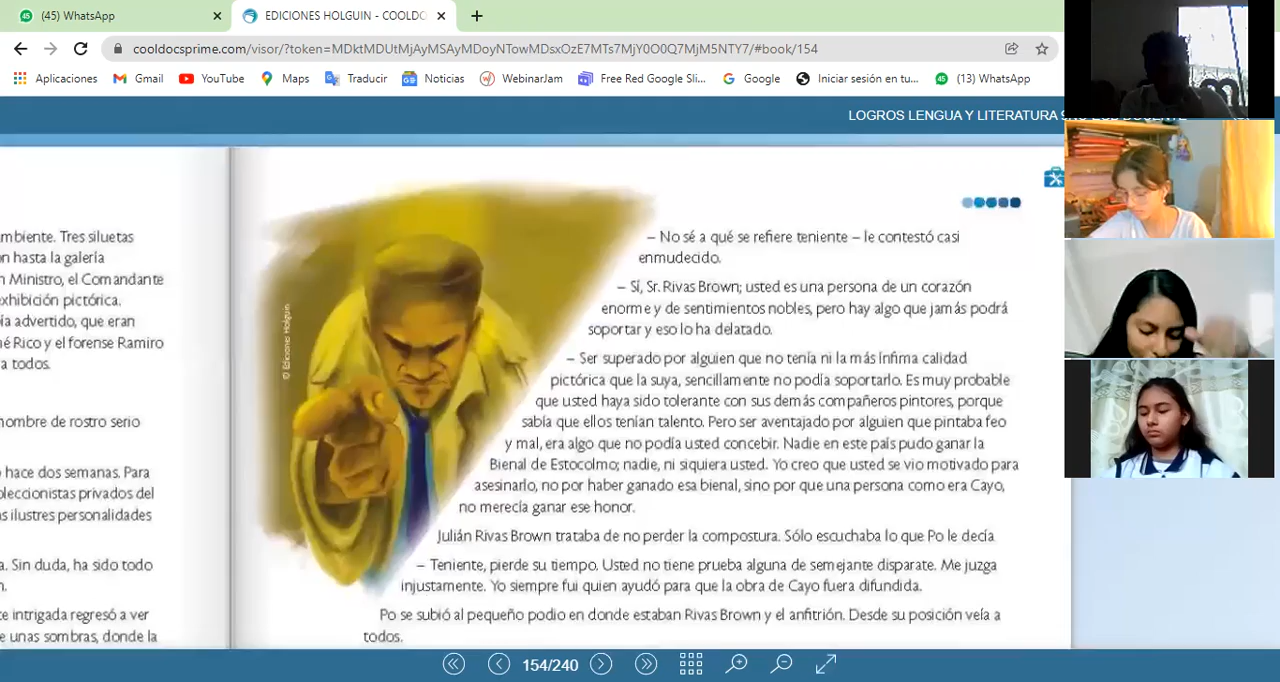 (45) WhatsApp
EDICIONES HOLGUIN - COOLDO
cooldocsprime.com/visor/?token=MDktMDUtMjAyMSAyMDoyNTowMDsxOzE7MTs7MjY0O0Q7MjM5NTY7/#book/154
Aplicaciones
Gmail
YouTube
Maps
Traducir
Noticias
WebinarJam
Free Red Google Sli...
Google
Iniciar sesión en tu...
(13) WhatsApp
LOGROS LENGUA Y LITERATURA
mbiente. Tres siluetas
n hasta la galería
n Ministro, el Comandante
xhibición pictórica.
ía advertido, que eran
é Rico y el forense Ramiro
a todos.
nombre de rostro serio
hace dos semanas. Para
oleccionistas privados del
as ilustres personalidades
a. Sin duda, ha sido todo
n.
te intrigada regresó a ver
e unas sombras, donde la
© Ediciones Holguín
– No sé a qué se refiere teniente – le contestó casi
enmudecido.
– Sí, Sr. Rivas Brown; usted es una persona de un corazón
enorme y de sentimientos nobles, pero hay algo que jamás podrá
soportar y eso lo ha delatado.
– Ser superado por alguien que no tenía ni la más ínfima calidad
pictórica que la suya, sencillamente no podía soportarlo. Es muy probable
que usted haya sido tolerante con sus demás compañeros pintores, porque
sabía que ellos tenían talento. Pero ser aventajado por alguien que pintaba feo
y mal, era algo que no podía usted concebir. Nadie en este país pudo ganar la
Bienal de Estocolmo; nadie, ni siquiera usted. Yo creo que usted se vio motivado para
asesinarlo, no por haber ganado esa bienal, sino por que una persona como era Cayo,
no merecía ganar ese honor.
Julián Rivas Brown trataba de no perder la compostura. Sólo escuchaba lo que Po le decía
– Teniente, pierde su tiempo. Usted no tiene prueba alguna de semejante disparate. Me juzga
injustamente. Yo siempre fui quien ayudó para que la obra de Cayo fuera difundida.
Po se subió al pequeño podio en donde estaban Rivas Brown y el anfitrión. Desde su posición veía a
todos.
154/240